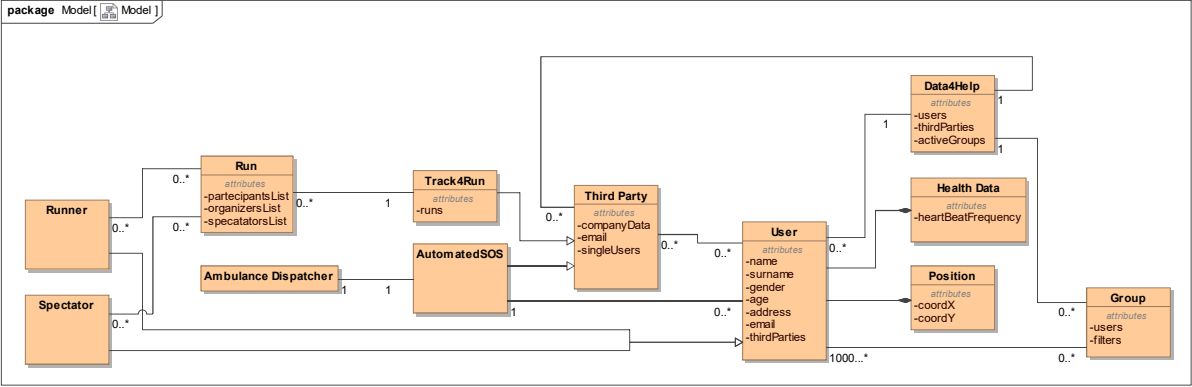 package Model [ Model ]
Data4Help
attributes
-users
-thirdParties
-activeGroups
1
1
1
Run
attributes
-partecipantsList
-organizersList
-specatatorsList
0..*
0..*
0..*
Track4Run
attributes
-runs
1
Third Party
attributes
-companyData
-email
-singleUsers
0..*
0..*
Health Data
attributes
-heartBeatFrequency
Runner
0..*
User
attributes
-name
-surname
-gender
-age
-address
-email
-thirdParties
0..*
0..*
0..*
1000...*
AutomatedSOS
1
1
Ambulance Dispatcher
1
Position
attributes
-coordX
-coordY
Spectator
0..*
Group
attributes
-users
-filters
0..*
0..*